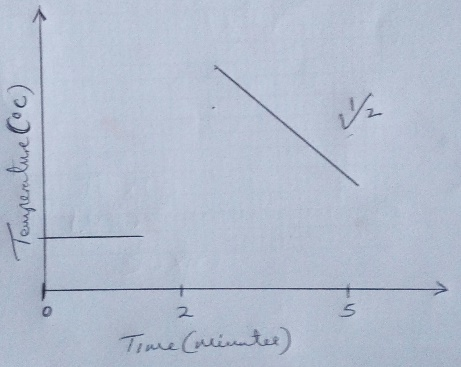 Temperature (°C)
√1/2
0 2 5
Time (minutes)